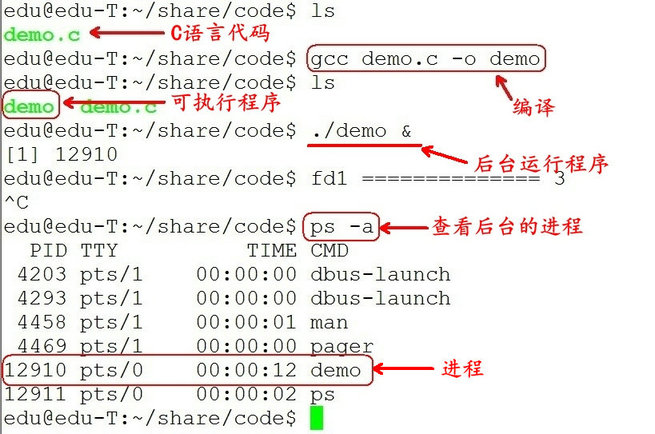 edu@edu-T:~/share/code$ ls
demo.c C语言代码
edu@edu-T:~/share/code$ gcc demo.c -o demo
edu@edu-T:~/share/code$ ls
demo demo.c 可执行程序 编译
edu@edu-T:~/share/code$ ./demo &
[1] 12910 后台运行程序
edu@edu-T:~/share/code$ fd1 ============== 3
^C
edu@edu-T:~/share/code$ ps -a 查看后台的进程
PID TTY TIME CMD
4203 pts/1 00:00:00 dbus-launch
4293 pts/1 00:00:00 dbus-launch
4458 pts/1 00:00:01 man
4469 pts/1 00:00:00 pager
12910 pts/0 00:00:12 demo 进程
12911 pts/0 00:00:02 ps
edu@edu-T:~/share/code$